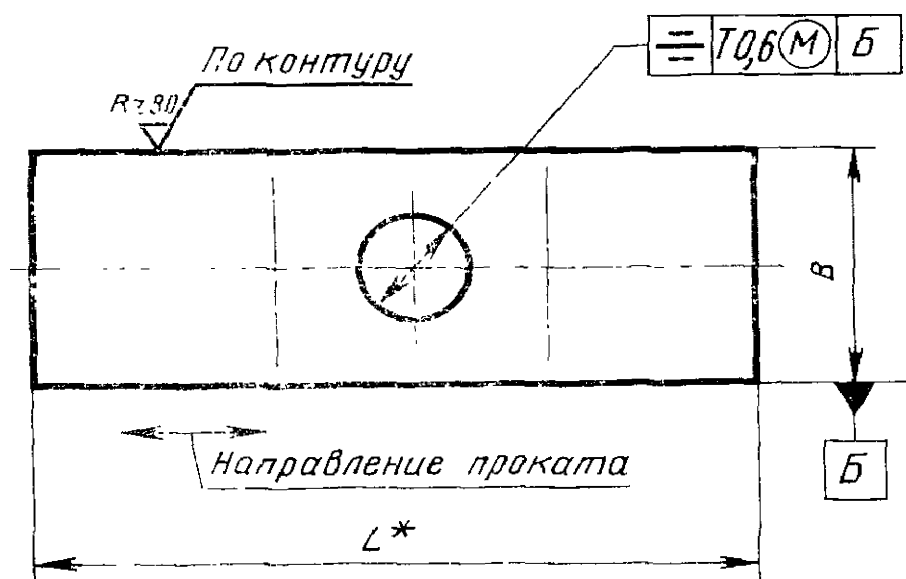 По контуру
Rz 80
Т0,6 М Б
В
Б
Направление проката
L*